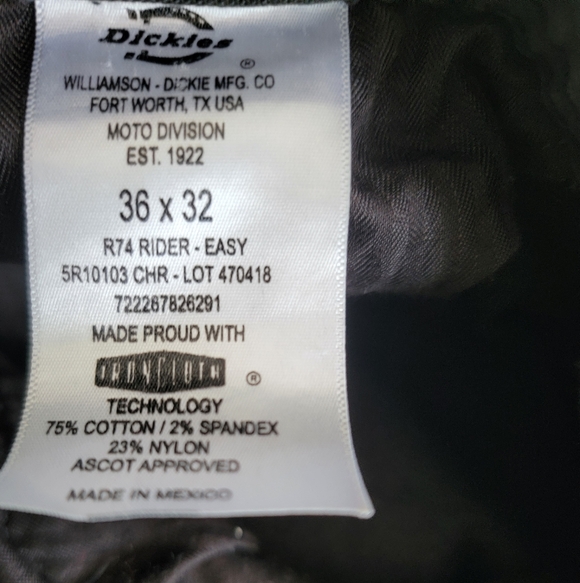 Dickies
®
WILLIAMSON - DICKIE MFG. CO
FORT WORTH, TX USA
MOTO DIVISION
EST. 1922
36 x 32
R74 RIDER - EASY
5R10103 CHR - LOT 470418
722267826291
MADE PROUD WITH
IRONCLOTH ®
TECHNOLOGY
75% COTTON / 2% SPANDEX
23% NYLON
ASCOT APPROVED
MADE IN MEXICO